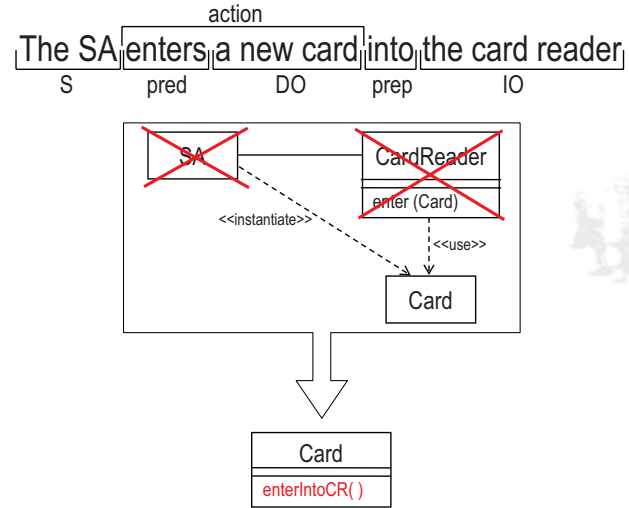 action
The SA enters a new card into the card reader
S pred DO prep IO
SA CardReader
enter (Card)
<<instantiate>>
<<use>>
Card
Card
enterIntoCR( )